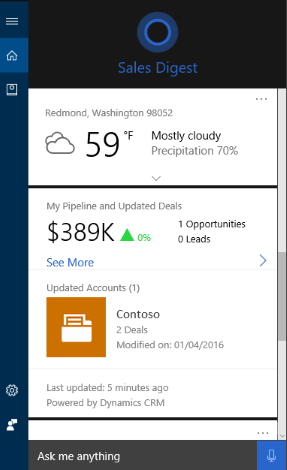 Sales Digest
Redmond, Washington 98052
59 °F
Mostly cloudy
Precipitation 70%
My Pipeline and Updated Deals
$389K 0%
1 Opportunities
0 Leads
See More
Updated Accounts (1)
Contoso
2 Deals
Modified on: 01/04/2016
Last updated: 5 minutes ago
Powered by Dynamics CRM
Ask me anything